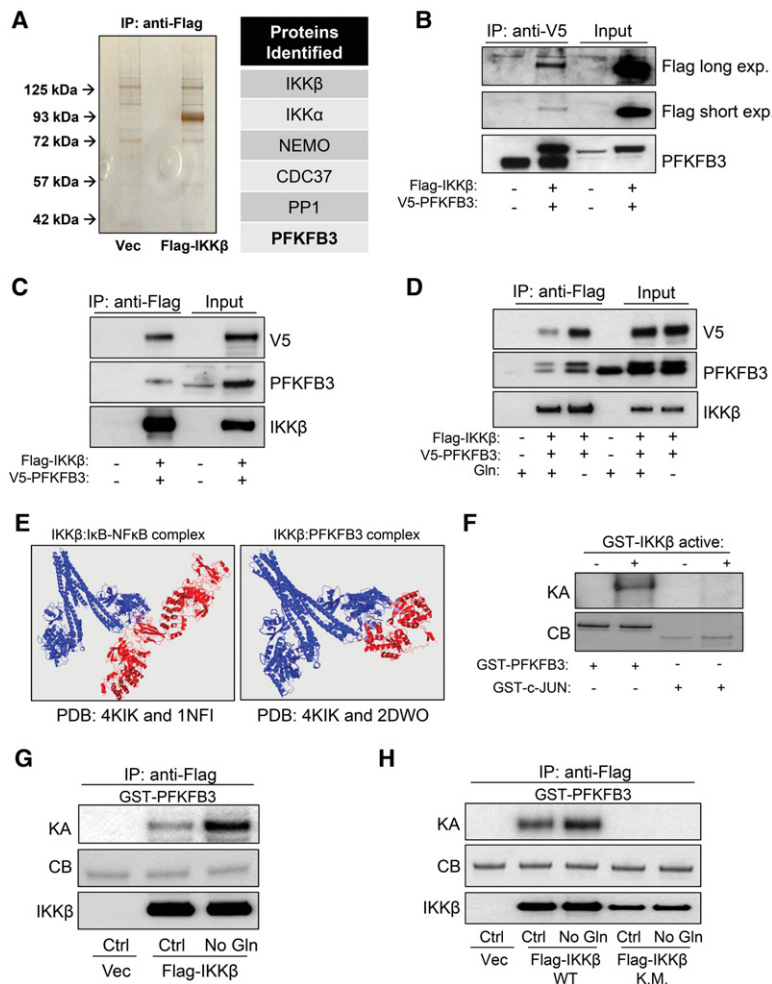 A
IP: anti-Flag
125 kDa →
93 kDa →
72 kDa →
57 kDa →
42 kDa →
Vec Flag-IKKβ
Proteins
Identified
IKKβ
IKKα
NEMO
CDC37
PP1
PFKFB3
B
IP: anti-V5 Input
Flag long exp.
Flag short exp.
PFKFB3
Flag-IKKβ: - + - +
V5-PFKFB3: - + - +
C
IP: anti-Flag Input
V5
PFKFB3
IKKβ
Flag-IKKβ: - + - +
V5-PFKFB3: - + - +
D
IP: anti-Flag Input
V5
PFKFB3
IKKβ
Flag-IKKβ: - + + - + +
V5-PFKFB3: - + + - + +
Gln: + + - + + -
E
IKKβ:IκB-NFκB complex
IKKβ:PFKFB3 complex
PDB: 4KIK and 1NFI
PDB: 4KIK and 2DWO
F
GST-IKKβ active:
- + - +
KA
CB
GST-PFKFB3: + + - -
GST-c-JUN: - - + +
G
IP: anti-Flag
GST-PFKFB3
KA
CB
IKKβ
Ctrl Ctrl No Gln
Vec Flag-IKKβ
H
IP: anti-Flag
GST-PFKFB3
KA
CB
IKKβ
Ctrl Ctrl No Gln Ctrl No Gln
Vec Flag-IKKβ Flag-IKKβ
WT K.M.